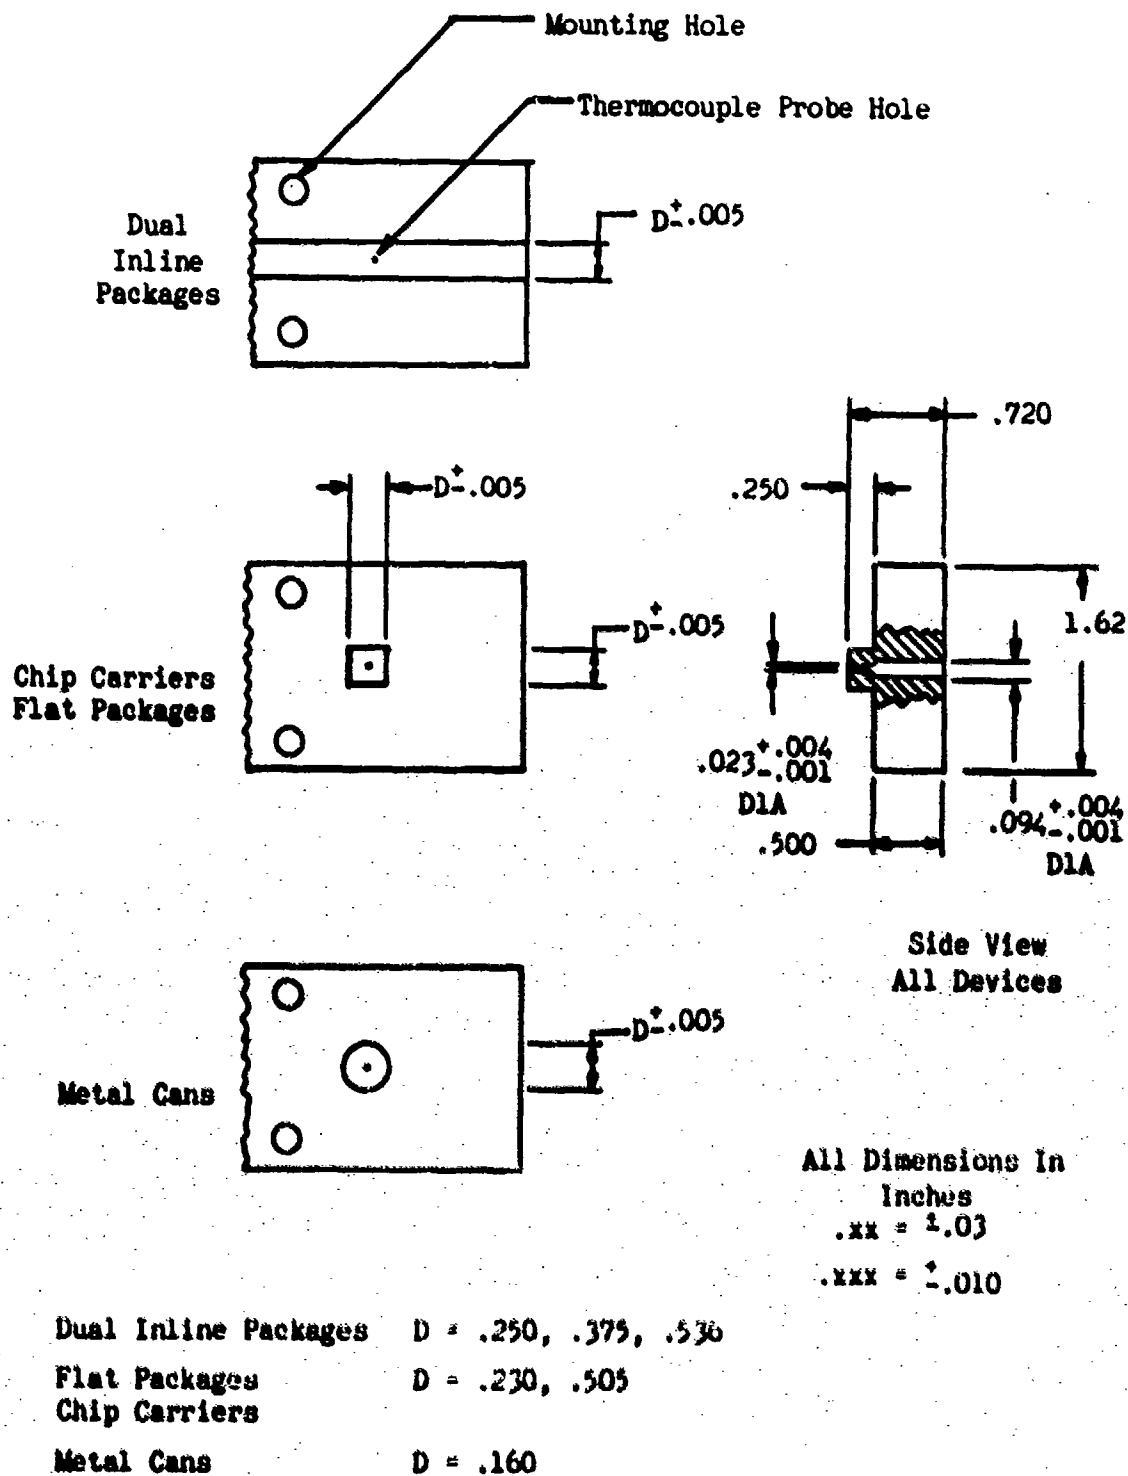 Mounting Hole
Thermocouple Probe Hole
Dual
Inline
Packages
D±.005
.720
D±.005
.250
D±.005
1.62
Chip Carriers
Flat Packages
.023 +.004 -.001
DIA
.094 +.004 -.001
DIA
.500
Side View
All Devices
D±.005
Metal Cans
All Dimensions In
Inches
.xx = ±.03
.xxx = ±.010
Dual Inline Packages D = .250, .375, .536
Flat Packages D = .230, .505
Chip Carriers
Metal Cans D = .160